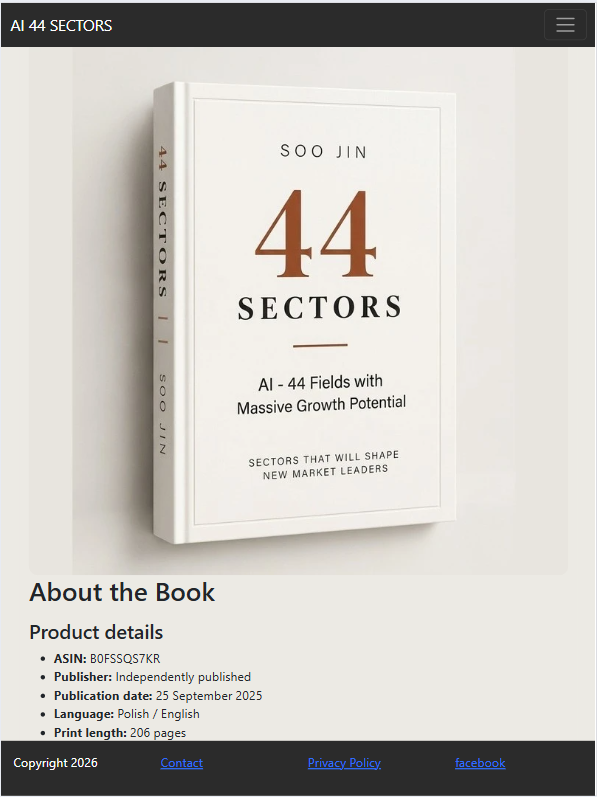 AI 44 SECTORS
44 SECTORS | | SOO JIN
SOO JIN
44
SECTORS
AI - 44 Fields with
Massive Growth Potential
SECTORS THAT WILL SHAPE
NEW MARKET LEADERS
About the Book
Product details
ASIN: B0FSSQS7KR
Publisher: Independently published
Publication date: 25 September 2025
Language: Polish / English
Print length: 206 pages
Copyright 2026 Contact Privacy Policy facebook